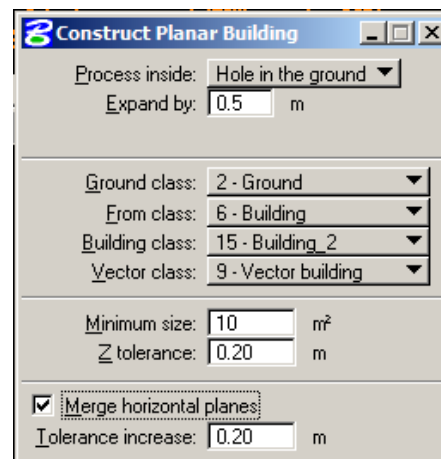 Construct Planar Building
Process inside: Hole in the ground
Expand by: 0.5 m
Ground class: 2 - Ground
From class: 6 - Building
Building class: 15 - Building_2
Vector class: 9 - Vector building
Minimum size: 10 m²
Z tolerance: 0.20 m
Merge horizontal planes
Tolerance increase: 0.20 m